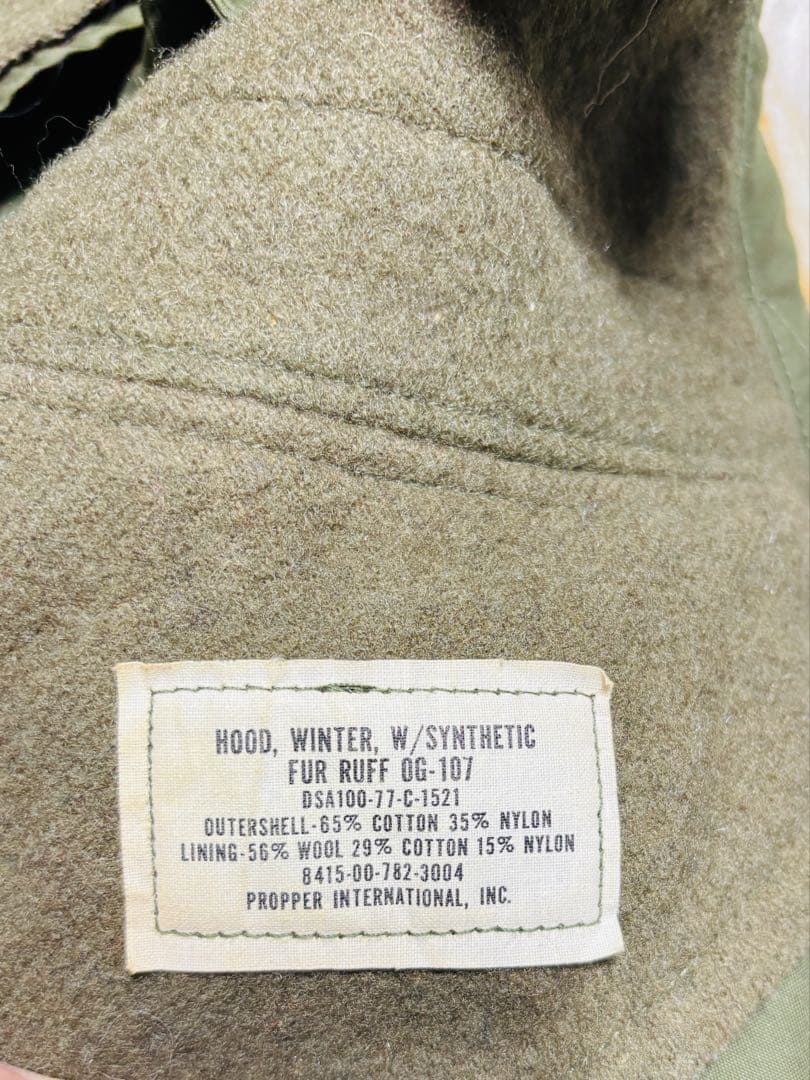 HOOD, WINTER, W/SYNTHETIC
FUR RUFF OG-107
DSA100-77-C-1521
OUTERSHELL-65% COTTON 35% NYLON
LINING-56% WOOL 29% COTTON 15% NYLON
8415-00-782-3004
PROPPER INTERNATIONAL, INC.